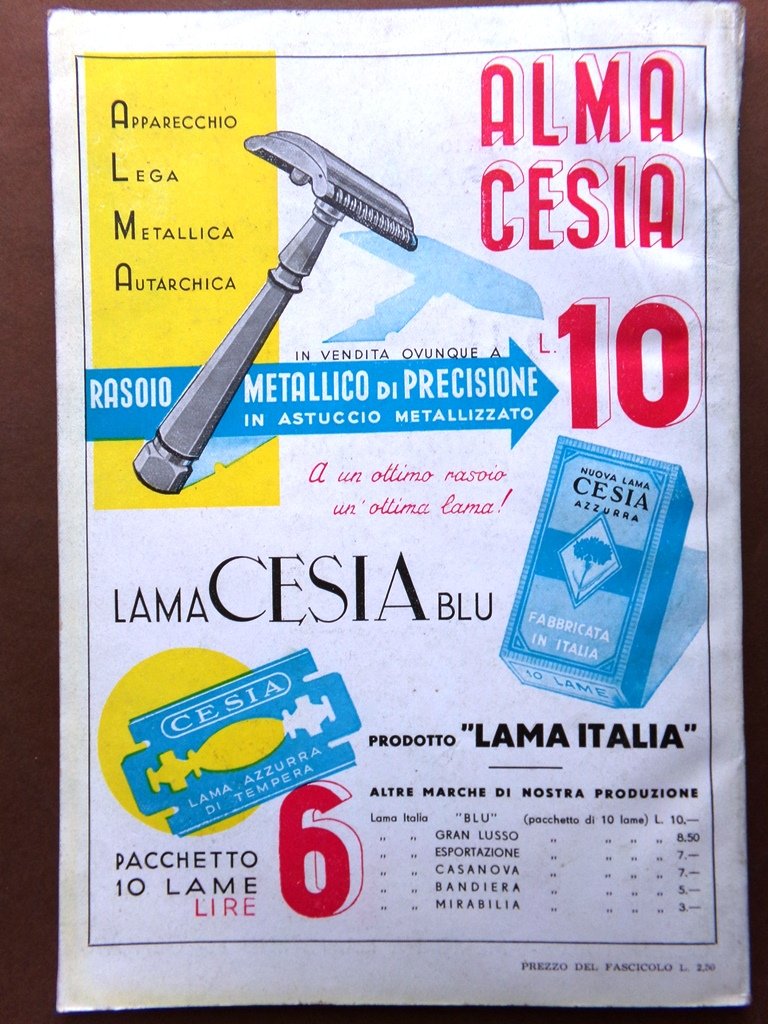 ALMA
CESIA
APPARECCHIO
LEGA
METALLICA
AUTARCHICA
IN VENDITA OVUNQUE A
L. 10
RASOIO METALLICO DI PRECISIONE
IN ASTUCCIO METALLIZZATO
A un ottimo rasoio
un'ottima lama!
NUOVA LAMA
CESIA
AZZURRA
FABBRICATA
IN ITALIA
10 LAME
LAMA CESIA BLU
CESIA
LAMA AZZURRA
DI TEMPERA
PRODOTTO "LAMA ITALIA"
ALTRE MARCHE DI NOSTRA PRODUZIONE
Lama Italia "BLU" (pacchetto di 10 lame) L. 10.—
„ „ GRAN LUSSO „ „ „ „ 8.50
„ „ ESPORTAZIONE „ „ „ „ 7.—
„ „ CASANOVA „ „ „ „ 7.—
„ „ BANDIERA „ „ „ „ 5.—
„ „ MIRABILIA „ „ „ „ 3.—
PACCHETTO
10 LAME
LIRE 6
PREZZO DEL FASCICOLO L. 2,50